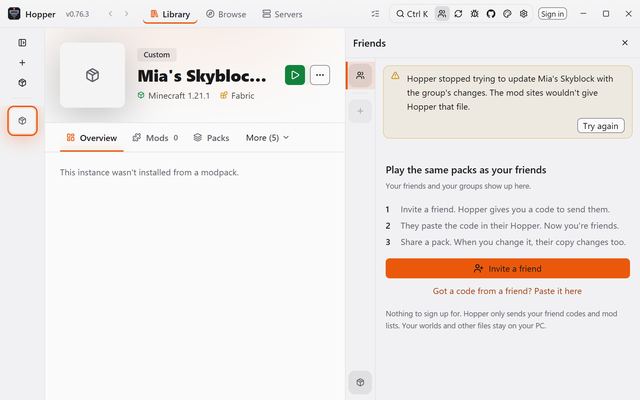 Hopper v0.76.3 Library Browse Servers Ctrl K Sign in
Custom
Mia's Skybloc...
Minecraft 1.21.1 Fabric
Overview Mods 0 Packs More (5)
This instance wasn't installed from a modpack.
Friends
Hopper stopped trying to update Mia's Skyblock with
the group's changes. The mod sites wouldn't give
Hopper that file.
Try again
Play the same packs as your friends
Your friends and your groups show up here.
1 Invite a friend. Hopper gives you a code to send them.
2 They paste the code in their Hopper. Now you're friends.
3 Share a pack. When you change it, their copy changes too.
Invite a friend
Got a code from a friend? Paste it here
Nothing to sign up for. Hopper only sends your friend codes and mod
lists. Your worlds and other files stay on your PC.